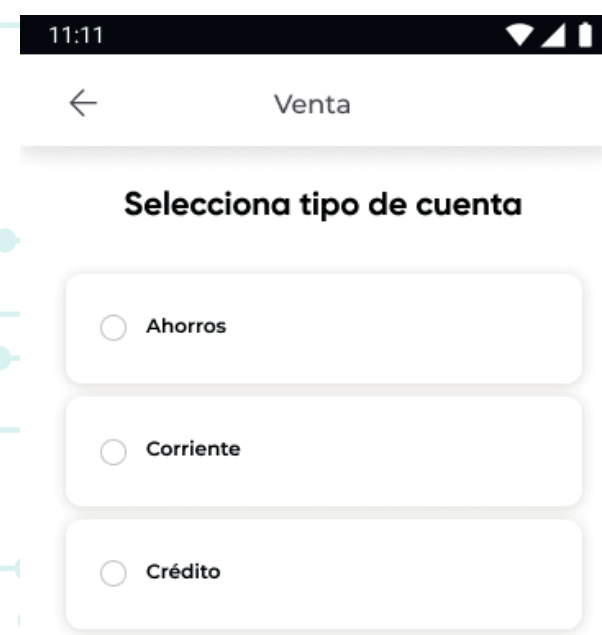 11:11
Venta
Selecciona tipo de cuenta
Ahorros
Corriente
Crédito